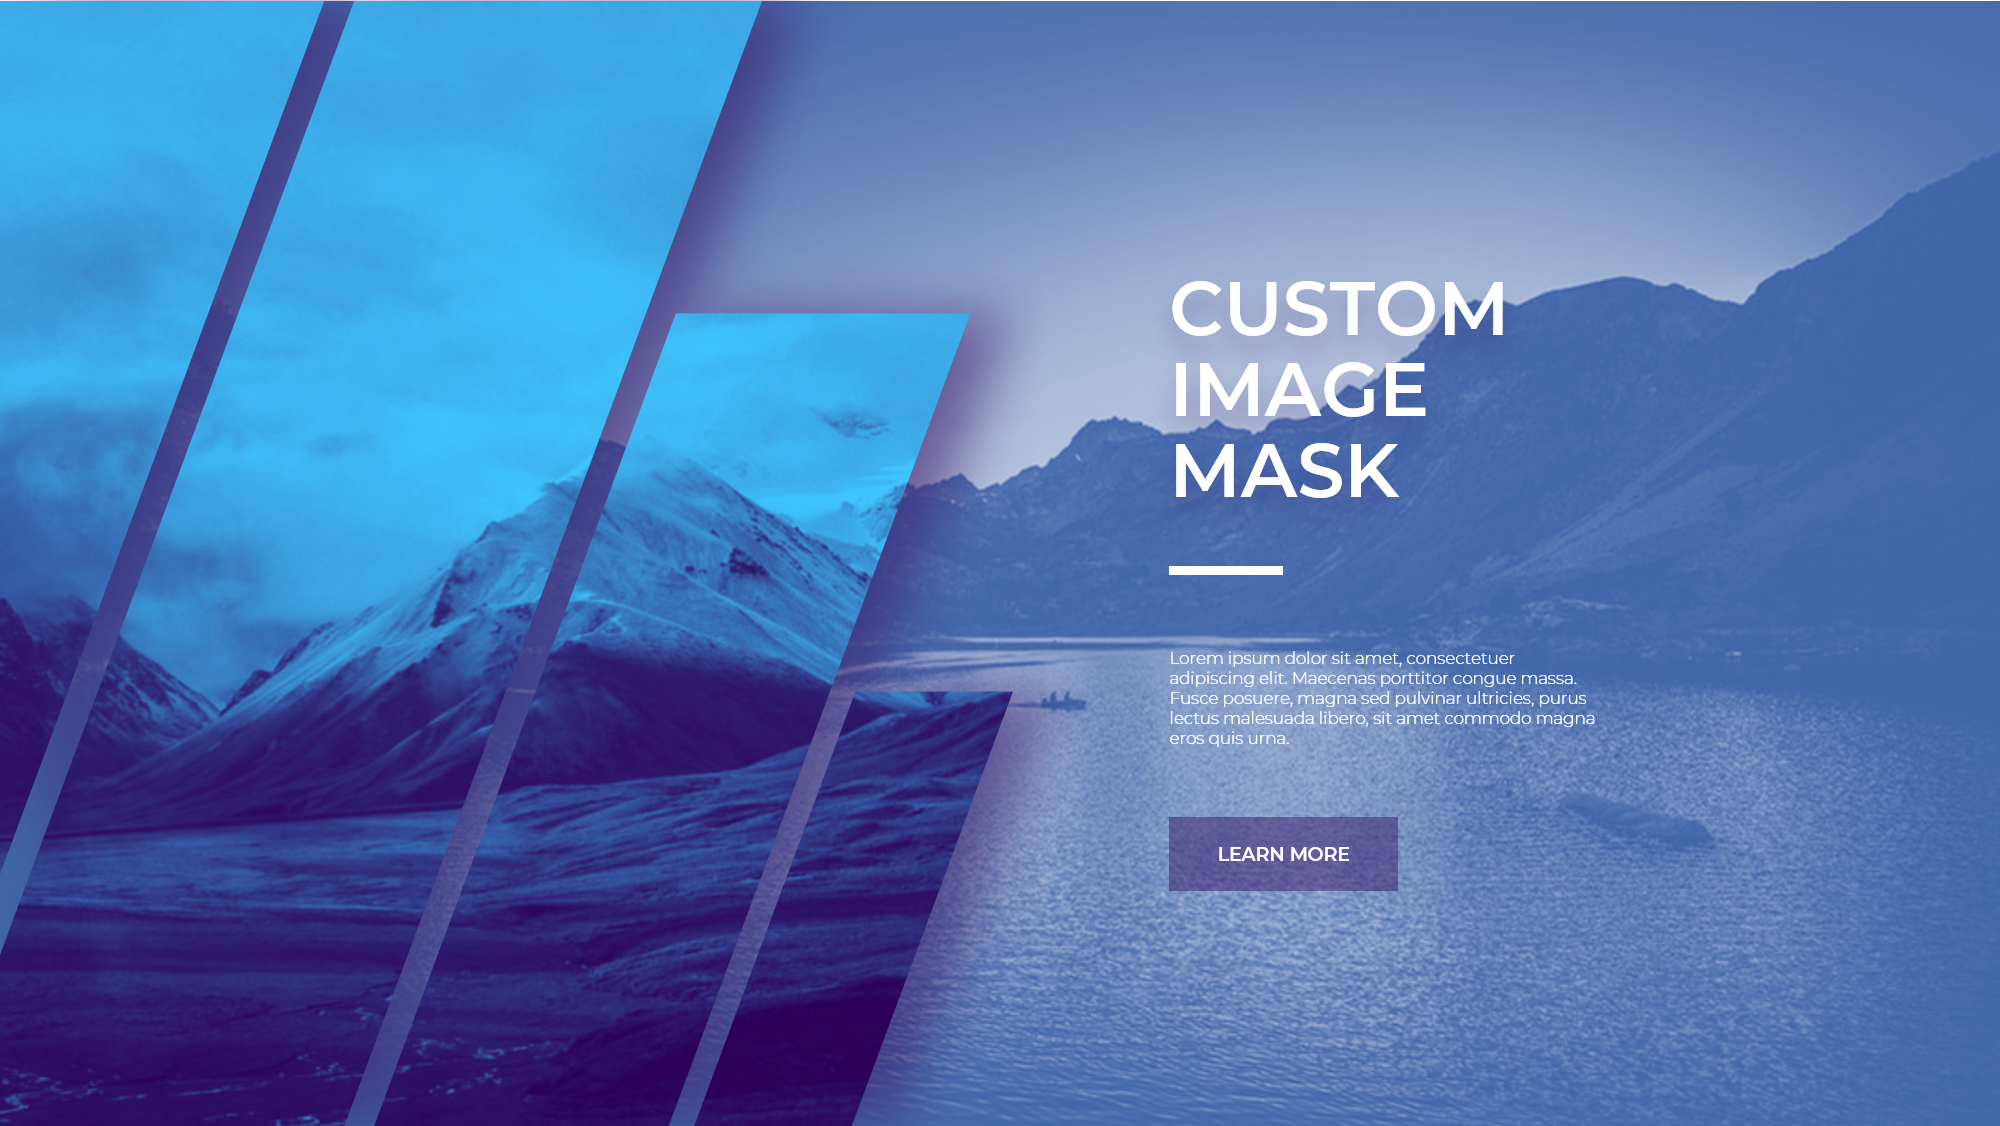 CUSTOM
IMAGE
MASK
Lorem ipsum dolor sit amet, consectetuer
adipiscing elit. Maecenas porttitor congue massa.
Fusce posuere, magna sed pulvinar ultricies, purus
lectus malesuada libero, sit amet commodo magna
eros quis urna.
LEARN MORE